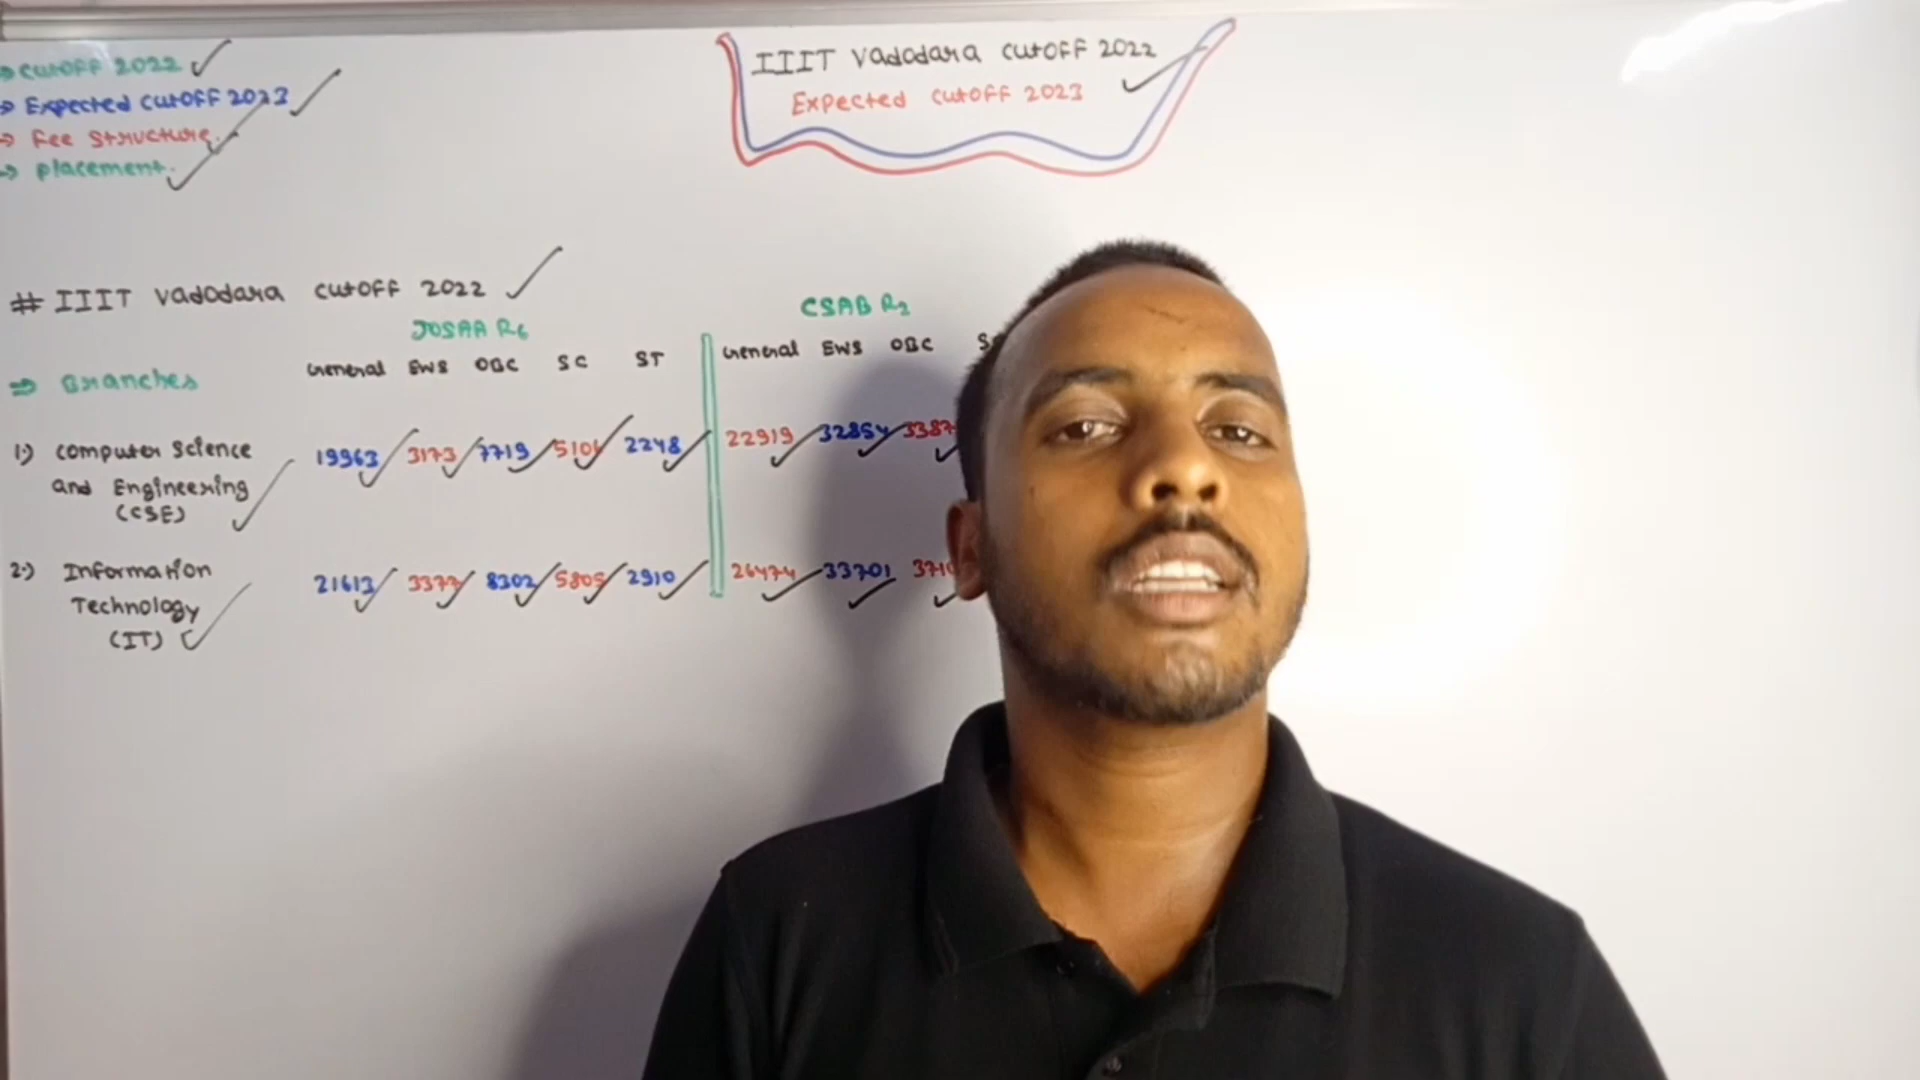 → Cutoff 2022
→ Expected Cutoff 2023
→ Fee Structure.
→ Placement.
IIIT Vadodara Cutoff 2022
Expected Cutoff 2023
# IIIT Vadodara Cutoff 2022
JOSAA R6
CSAB R2
⇒ Branches
General EWS OBC SC ST
General EWS OBC
1.) Computer Science and Engineering (CSE)
19963 3173 7719 2248
22919 32854
2.) Information Technology (IT)
21613 3377 8302 5805 2910
26474 33701